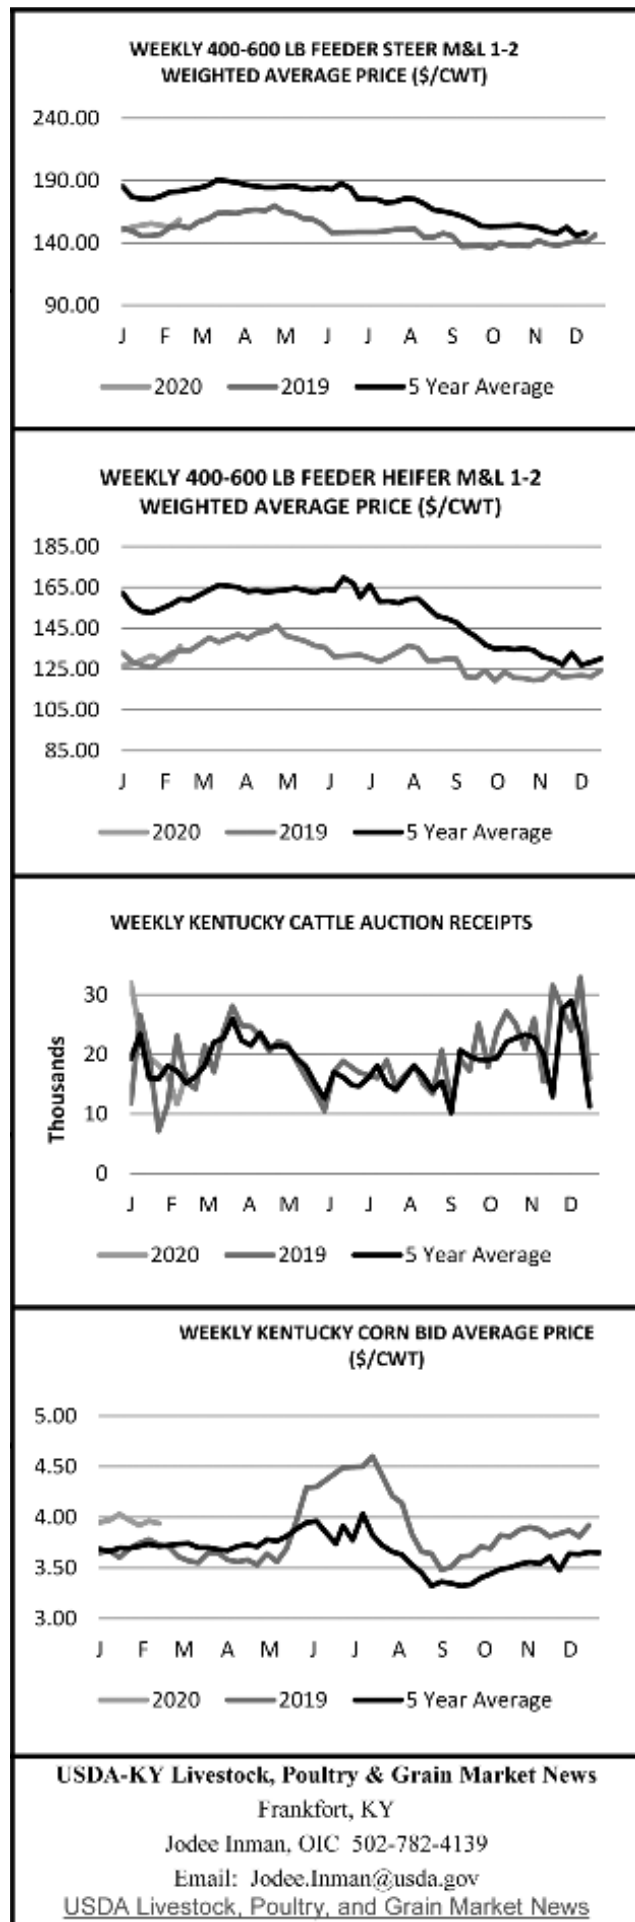 WEEKLY 400-600 LB FEEDER STEER M&L 1-2
WEIGHTED AVERAGE PRICE ($/CWT)
240.00
190.00
140.00
90.00
J F M A M J J A S O N D
2020 2019 5 Year Average
WEEKLY 400-600 LB FEEDER HEIFER M&L 1-2
WEIGHTED AVERAGE PRICE ($/CWT)
185.00
165.00
145.00
125.00
105.00
85.00
J F M A M J J A S O N D
2020 2019 5 Year Average
WEEKLY KENTUCKY CATTLE AUCTION RECEIPTS
Thousands
30
20
10
0
J F M A M J J A S O N D
2020 2019 5 Year Average
WEEKLY KENTUCKY CORN BID AVERAGE PRICE
($/CWT)
5.00
4.50
4.00
3.50
3.00
J F M A M J J A S O N D
2020 2019 5 Year Average
USDA-KY Livestock, Poultry & Grain Market News
Frankfort, KY
Jodee Inman, OIC 502-782-4139
Email: Jodee.Inman@usda.gov
USDA Livestock, Poultry, and Grain Market News